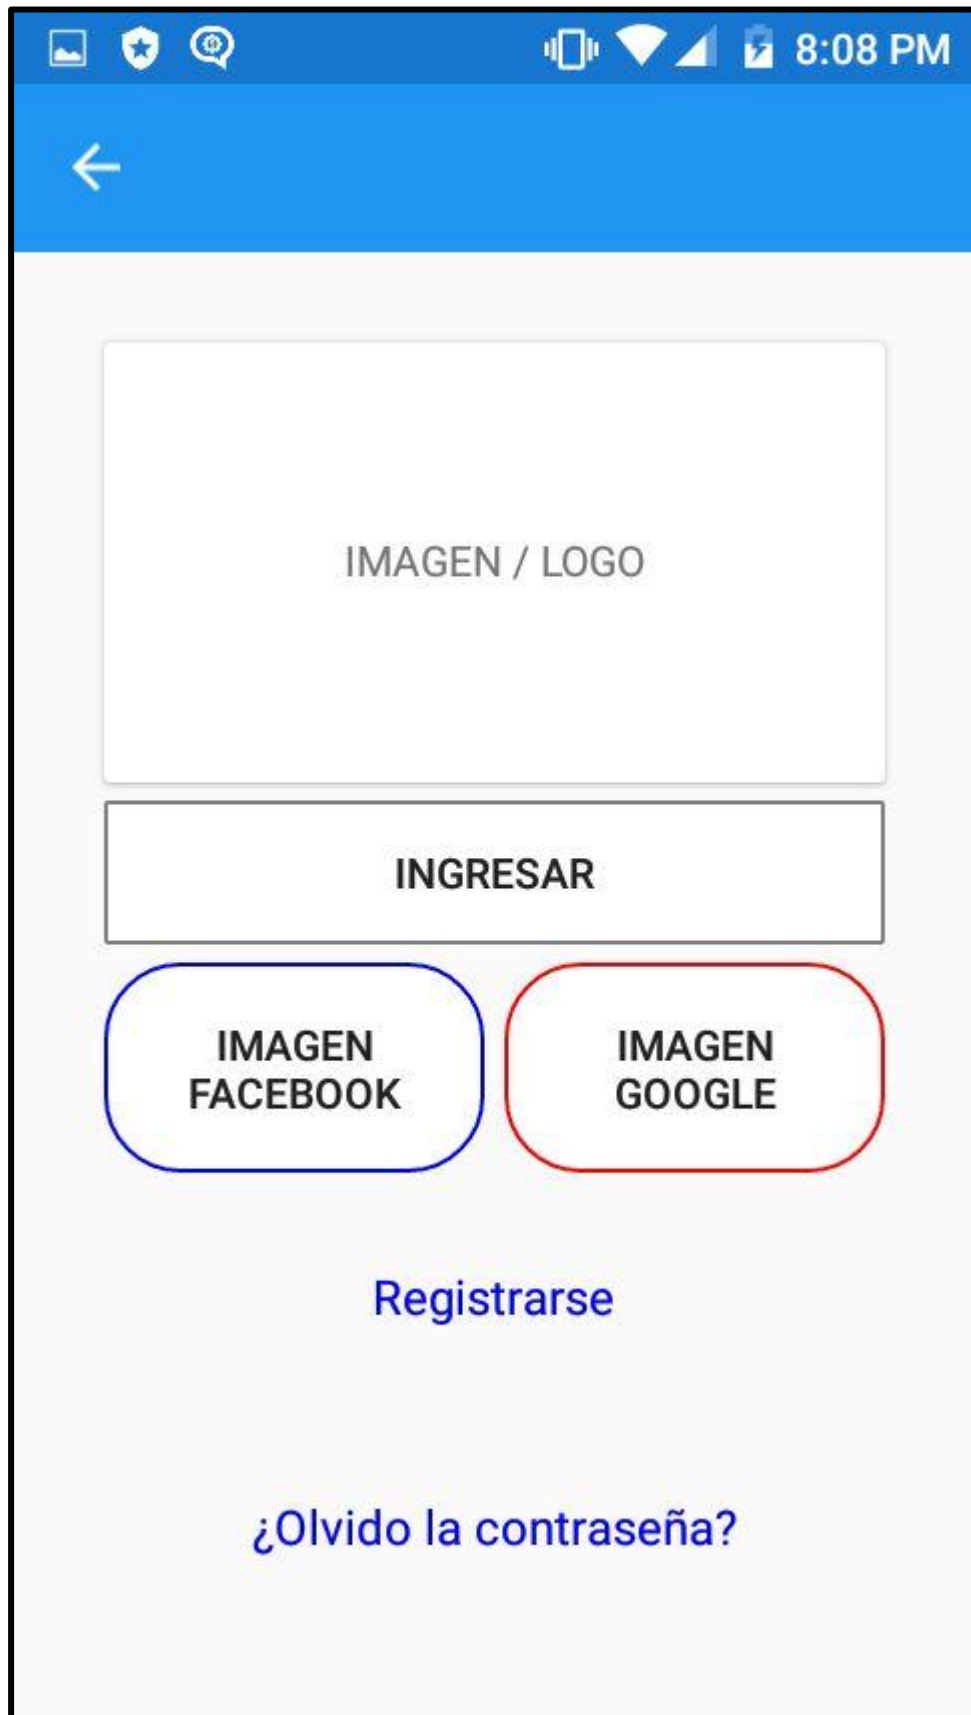 8:08 PM
IMAGEN / LOGO
INGRESAR
IMAGEN
FACEBOOK
IMAGEN
GOOGLE
Registrarse
¿Olvido la contraseña?